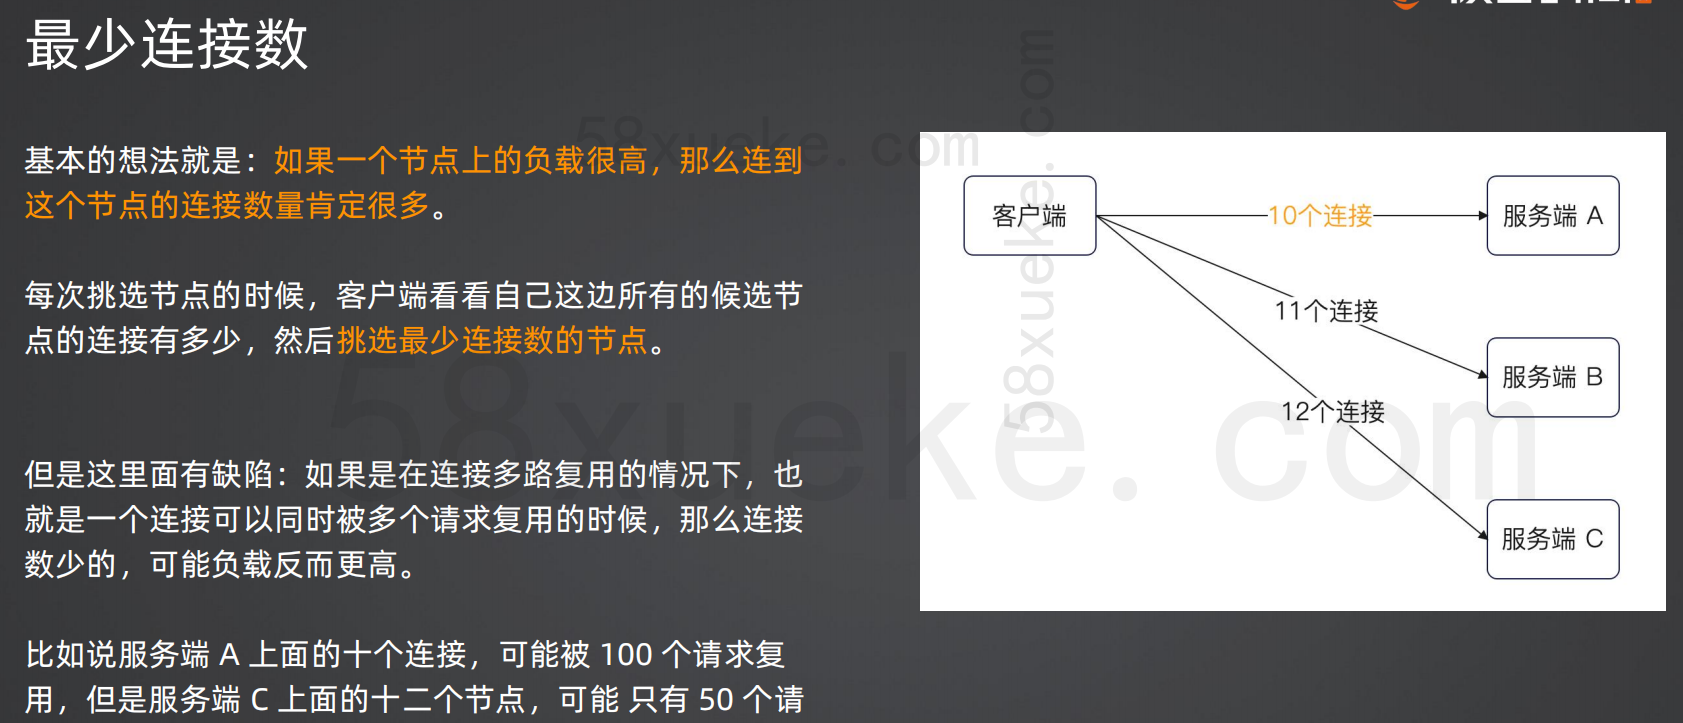 最少连接数
基本的想法就是：如果一个节点上的负载很高，那么连到
这个节点的连接数量肯定很多。
每次挑选节点的时候，客户端看看自己这边所有的候选节
点的连接有多少，然后挑选最少连接数的节点。
但是这里面有缺陷：如果是在连接多路复用的情况下，也
就是一个连接可以同时被多个请求复用的时候，那么连接
数少的，可能负载反而更高。
比如说服务端 A 上面的十个连接，可能被 100 个请求复
用，但是服务端 C 上面的十二个节点，可能 只有 50 个请
客户端
10个连接
服务端 A
11个连接
服务端 B
12个连接
服务端 C
58xueke.com
58xueke.com
58xueke.com